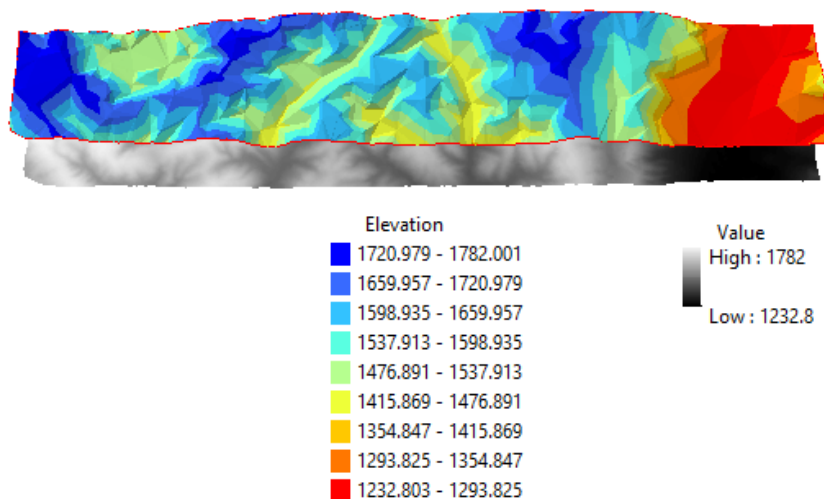 Elevation
1720.979 - 1782.001
1659.957 - 1720.979
1598.935 - 1659.957
1537.913 - 1598.935
1476.891 - 1537.913
1415.869 - 1476.891
1354.847 - 1415.869
1293.825 - 1354.847
1232.803 - 1293.825
Value
High : 1782
Low : 1232.8